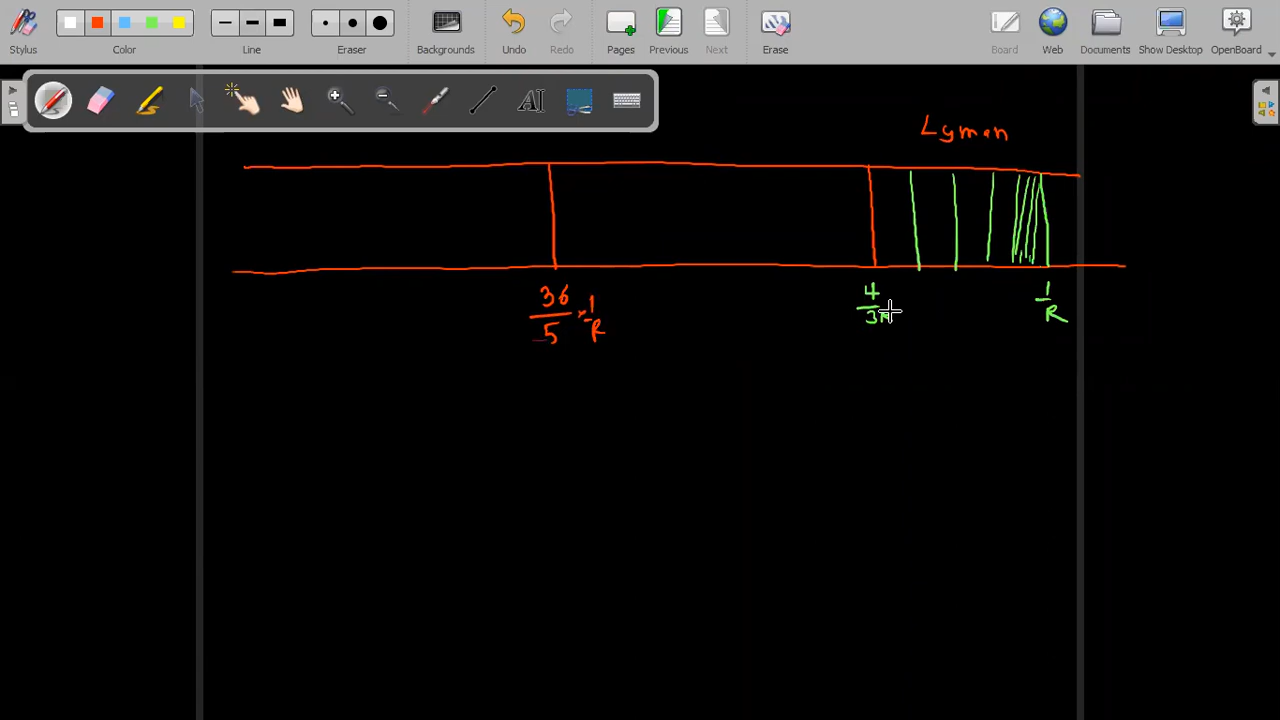 Stylus Color Line Eraser Backgrounds Undo Redo Pages Previous Next Erase Board Web Documents Show Desktop OpenBoard
AI
Lyman
36/5 × 1/R
4/3R
1/R